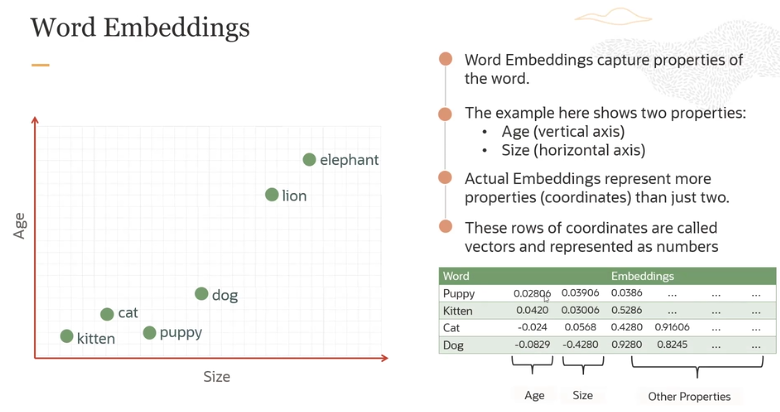 Word Embeddings
Age
elephant
lion
dog
cat
puppy
kitten
Size
Word Embeddings capture properties of
the word.
The example here shows two properties:
• Age (vertical axis)
• Size (horizontal axis)
Actual Embeddings represent more
properties (coordinates) than just two.
These rows of coordinates are called
vectors and represented as numbers
Word Embeddings
Puppy 0.02806 0.03906 0.0386 ... ... ...
Kitten 0.0420 0.03006 0.5286 ... ... ...
Cat -0.024 0.0568 0.4280 0.91606 ... ...
Dog -0.0829 -0.4280 0.9280 0.8245 ... ...
Age Size Other Properties